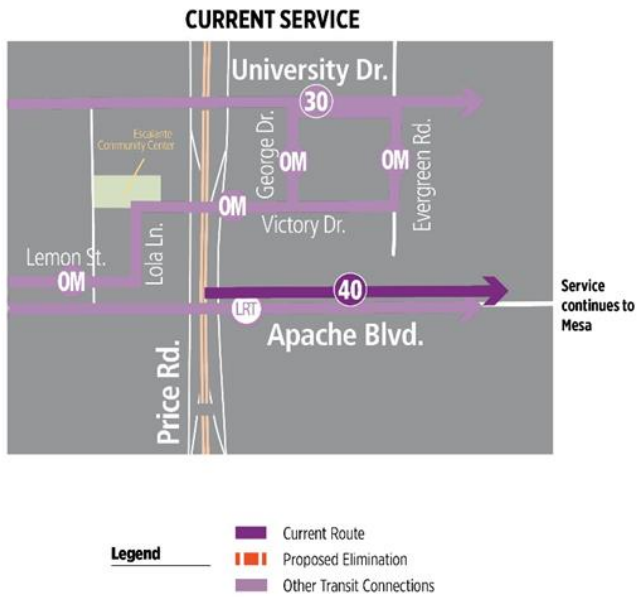 CURRENT SERVICE
University Dr.
30
Escalante
Community Center
George Dr.
OM
OM
Evergreen Rd.
OM
Victory Dr.
Lemon St.
OM
Lola Ln.
40
Service
continues to
Mesa
LRT
Apache Blvd.
Price Rd.
Legend
Current Route
Proposed Elimination
Other Transit Connections